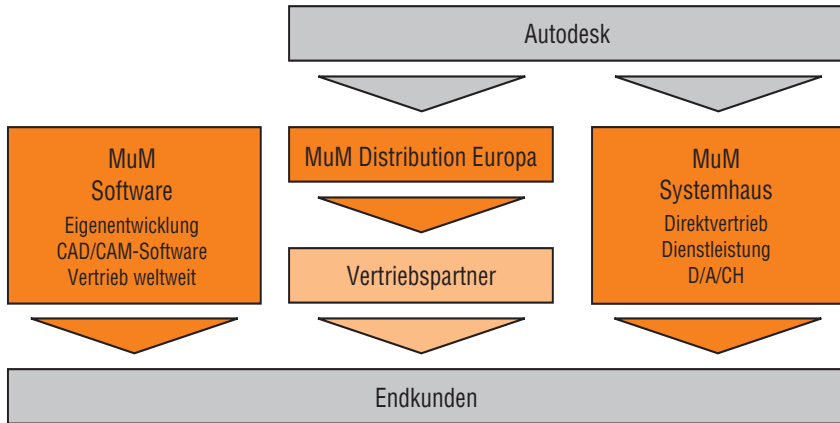 Autodesk
MuM
Software
Eigenentwicklung
CAD/CAM-Software
Vertrieb weltweit
MuM Distribution Europa
Vertriebspartner
MuM
Systemhaus
Direktvertrieb
Dienstleistung
D/A/CH
Endkunden